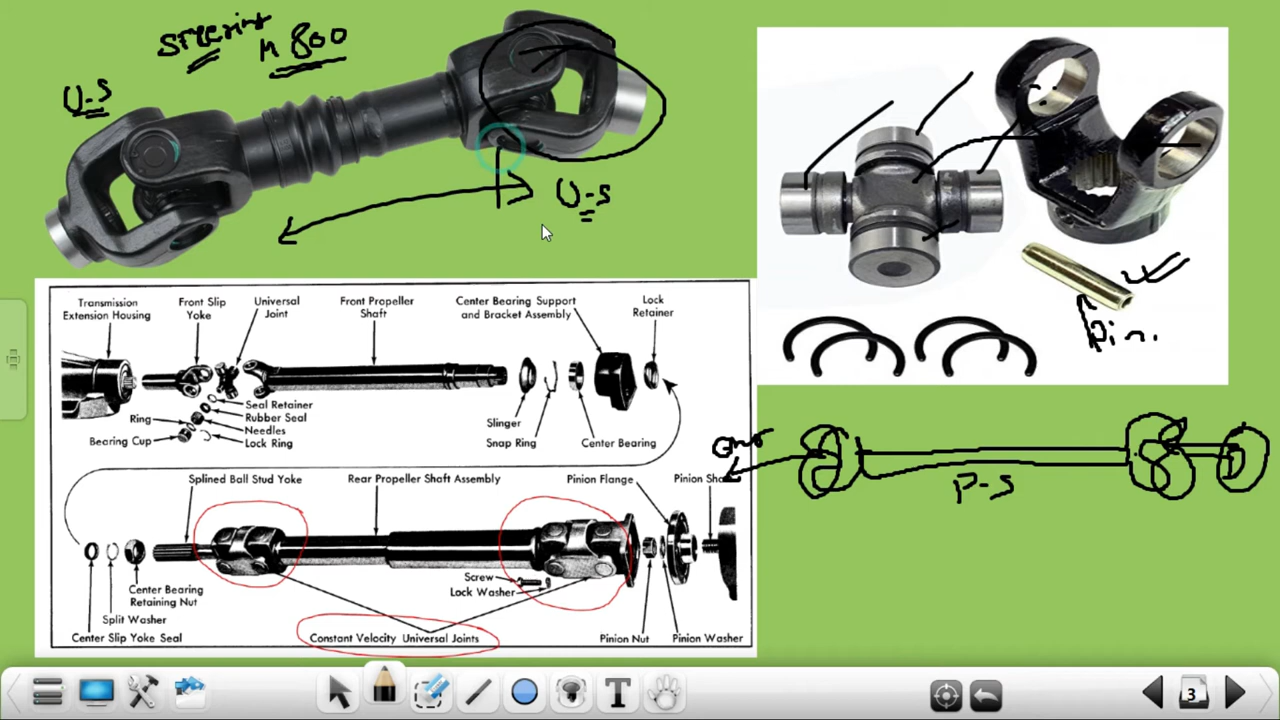 Steering
M 800
U-S
U-S
Pin.
P-S
Transmission
Extension Housing
Front Slip
Yoke
Universal
Joint
Front Propeller
Shaft
Center Bearing Support
and Bracket Assembly
Lock
Retainer
Seal Retainer
Rubber Seal
Needles
Lock Ring
Ring
Bearing Cup
Slinger
Snap Ring
Center Bearing
Splined Ball Stud Yoke
Rear Propeller Shaft Assembly
Pinion Flange
Pinion
Center Bearing
Retaining Nut
Split Washer
Center Slip Yoke Seal
Screw
Lock Washer
Constant Velocity Universal Joints
Pinion Nut
Pinion Washer
3